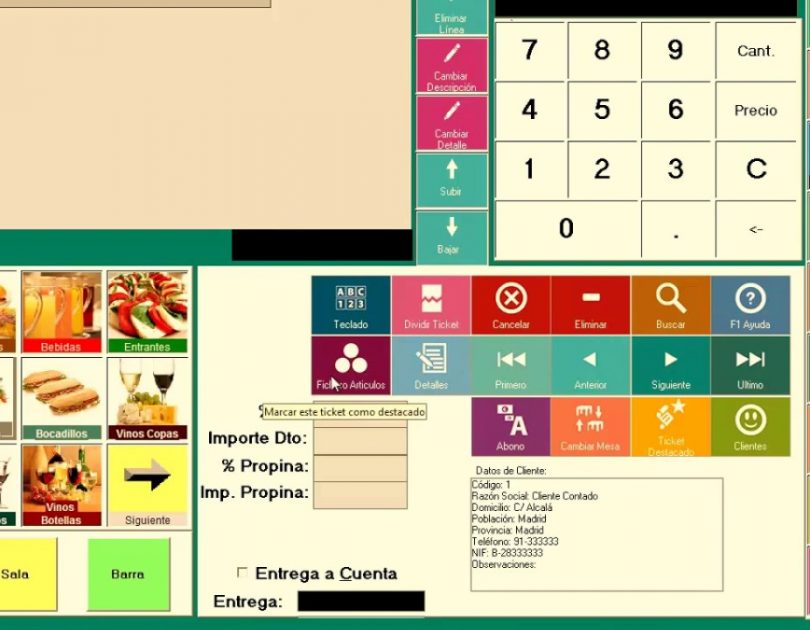 Eliminar
Línea
Cambiar
Descripción
Cambiar
Detalle
Subir
Bajar
7 8 9 Cant.
4 5 6 Precio
1 2 3 C
0 . <-
s
Bebidas
Entrantes
Bocadillos
Vinos Copas
s
Vinos
Botellas
Siguiente
Sala
Barra
ABC
123
Teclado
Dividir Ticket
Cancelar
Eliminar
Buscar
?
F1 Ayuda
Detalles
Primero
Anterior
Siguiente
Ultimo
Marcar este ticket como destacado
A
Abono
Cambiar Mesa
Ticket
Destacado
Clientes
Importe Dto:
% Propina:
Imp. Propina:
Entrega a Cuenta
Entrega:
Datos de Cliente:
Código: 1
Razón Social: Cliente Contado
Domicilio: C/ Alcalá
Población: Madrid
Provincia: Madrid
Teléfono: 91-333333
NIF: B-28333333
Observaciones: